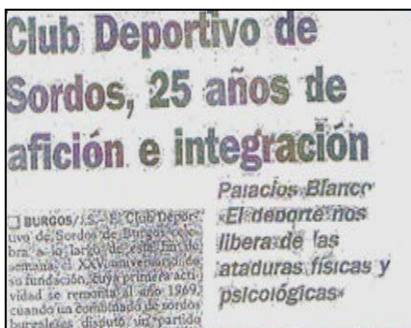 Club Deportivo de
Sordos, 25 años de
afición e integración
Palacios Blanco
«El deporte nos
libera de las
ataduras físicas y
psicológicas»
❑ BURGOS/J.S.– El Club Depor-
tivo de Sordos de Burgos cele-
bra a lo largo de este fin de
semana el XXV aniversario de
su fundación, cuya primera acti-
vidad se remonta al año 1969,
cuando un combinado de sordos
burgaleses disputó un partido